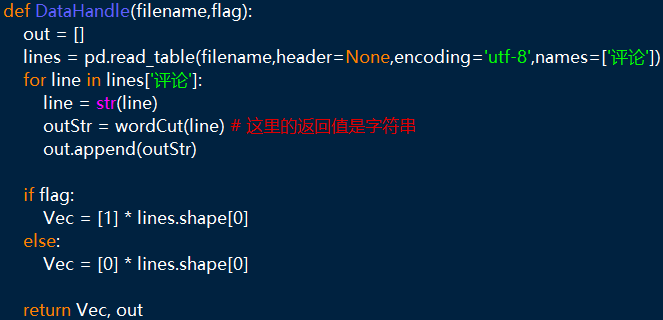 def DataHandle(filename,flag):
    out = []
    lines = pd.read_table(filename,header=None,encoding='utf-8',names=['评论'])
    for line in lines['评论']:
        line = str(line)
        outStr = wordCut(line) # 这里的返回值是字符串
        out.append(outStr)

    if flag:
        Vec = [1] * lines.shape[0]
    else:
        Vec = [0] * lines.shape[0]

    return Vec, out